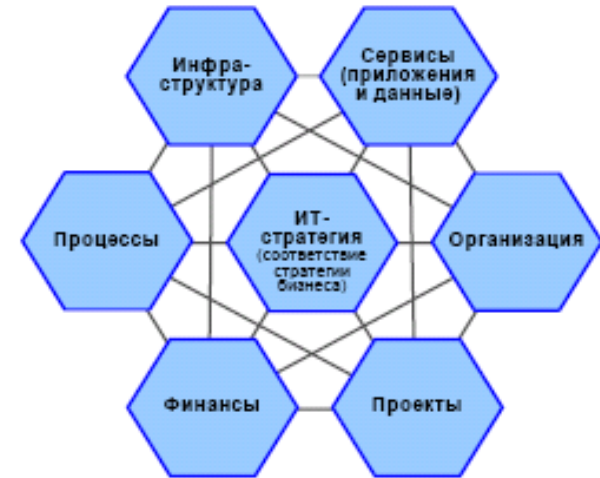 Инфра-
структура
Сервисы
(приложения
и данные)
Процессы
ИТ-
стратегия
(соответствие
стратегии
бизнеса)
Организация
Финансы
Проекты